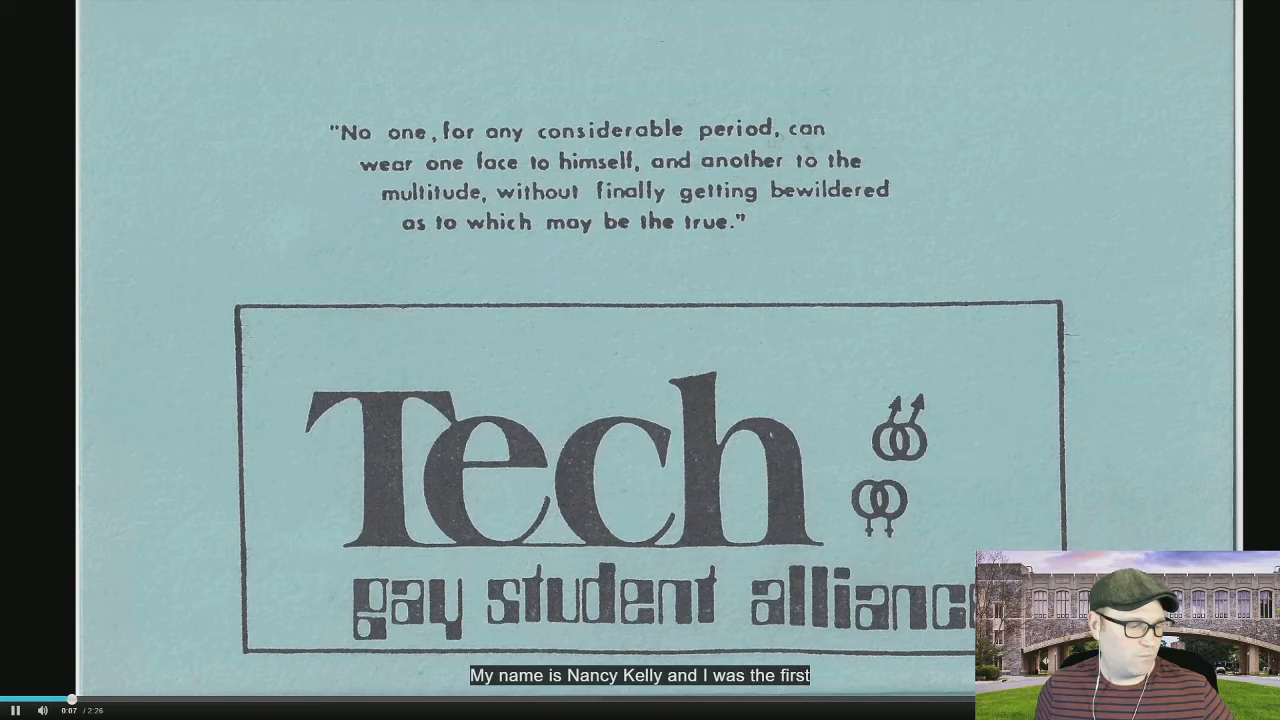 "No one, for any considerable period, can
wear one face to himself, and another to the
multitude, without finally getting bewildered
as to which may be the true."
Tech
gay student alliance
My name is Nancy Kelly and I was the first
0:07 / 2:26